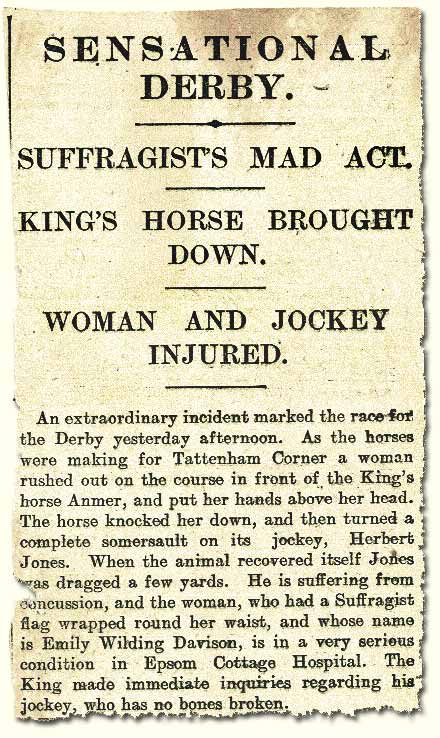 SENSATIONAL
DERBY.
SUFFRAGIST'S MAD ACT.
KING'S HORSE BROUGHT
DOWN.
WOMAN AND JOCKEY
INJURED.
An extraordinary incident marked the race for
the Derby yesterday afternoon. As the horses
were making for Tattenham Corner a woman
rushed out on the course in front of the King's
horse Anmer, and put her hands above her head.
The horse knocked her down, and then turned a
complete somersault on its jockey, Herbert
Jones. When the animal recovered itself Jones
was dragged a few yards. He is suffering from
concussion, and the woman, who had a Suffragist
flag wrapped round her waist, and whose name
is Emily Wilding Davison, is in a very serious
condition in Epsom Cottage Hospital. The
King made immediate inquiries regarding his
jockey, who has no bones broken.